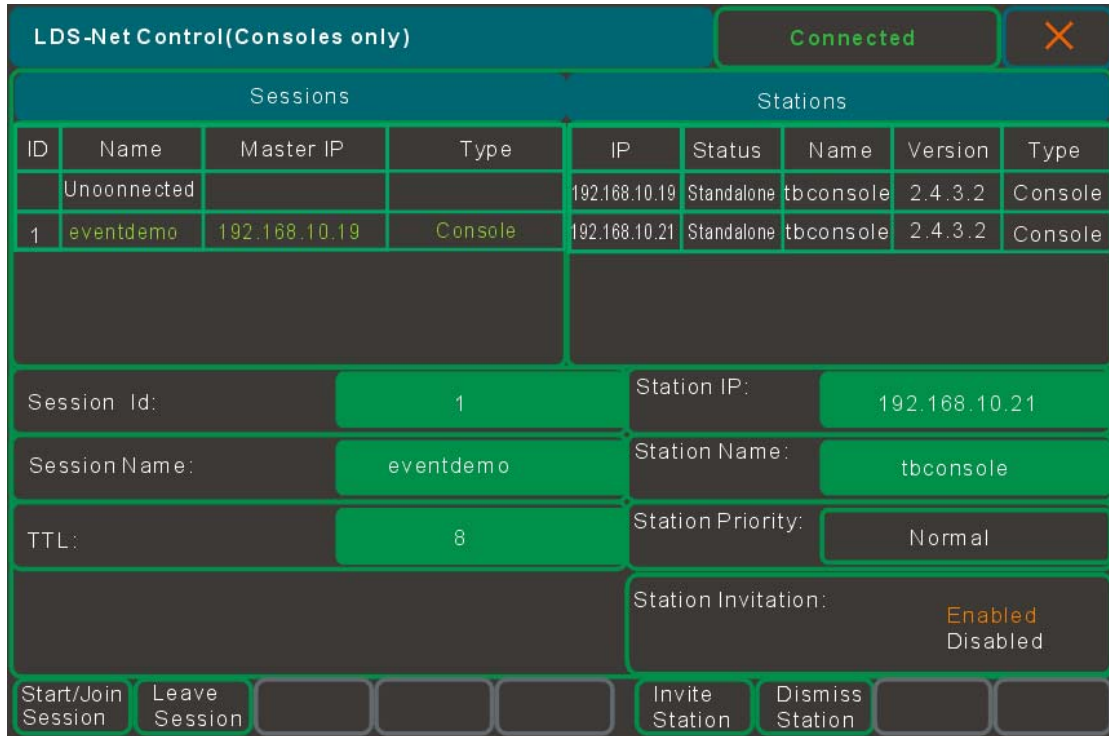 LDS-Net Control(Consoles only) Connected
Sessions Stations
ID Name Master IP Type IP Status Name Version Type
Unoonnected 192.168.10.19 Standalone tbconsole 2.4.3.2 Console
1 eventdemo 192.168.10.19 Console 192.168.10.21 Standalone tbconsole 2.4.3.2 Console
Session Id: 1 Station IP: 192.168.10.21
Session Name: eventdemo Station Name: tbconsole
TTL: 8 Station Priority: Normal
Station Invitation: Enabled
Disabled
Start/Join Leave Invite Dismiss
Session Session Station Station